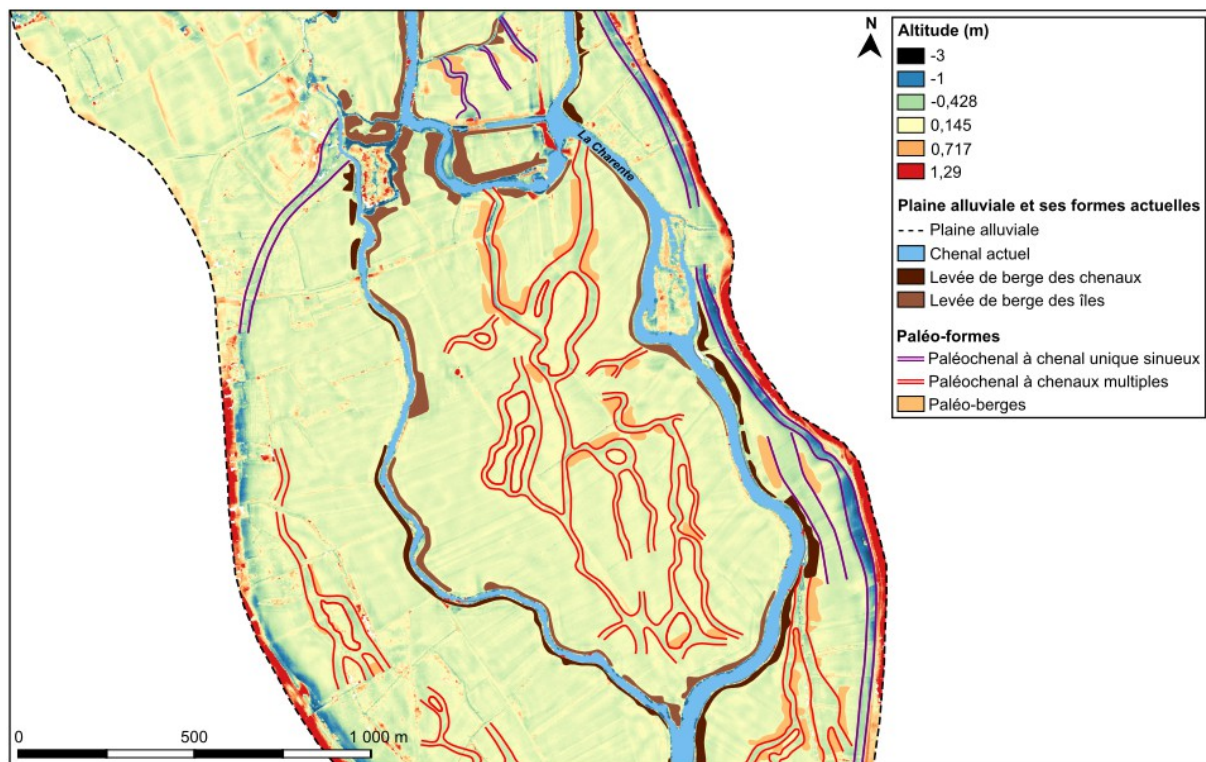 N
Altitude (m)
-3
-1
-0,428
0,145
0,717
1,29
Plaine alluviale et ses formes actuelles
Plaine alluviale
Chenal actuel
Levée de berge des chenaux
Levée de berge des îles
Paléo-formes
Paléochenal à chenal unique sinueux
Paléochenal à chenaux multiples
Paléo-berges
La Charente
0 500 1 000 m